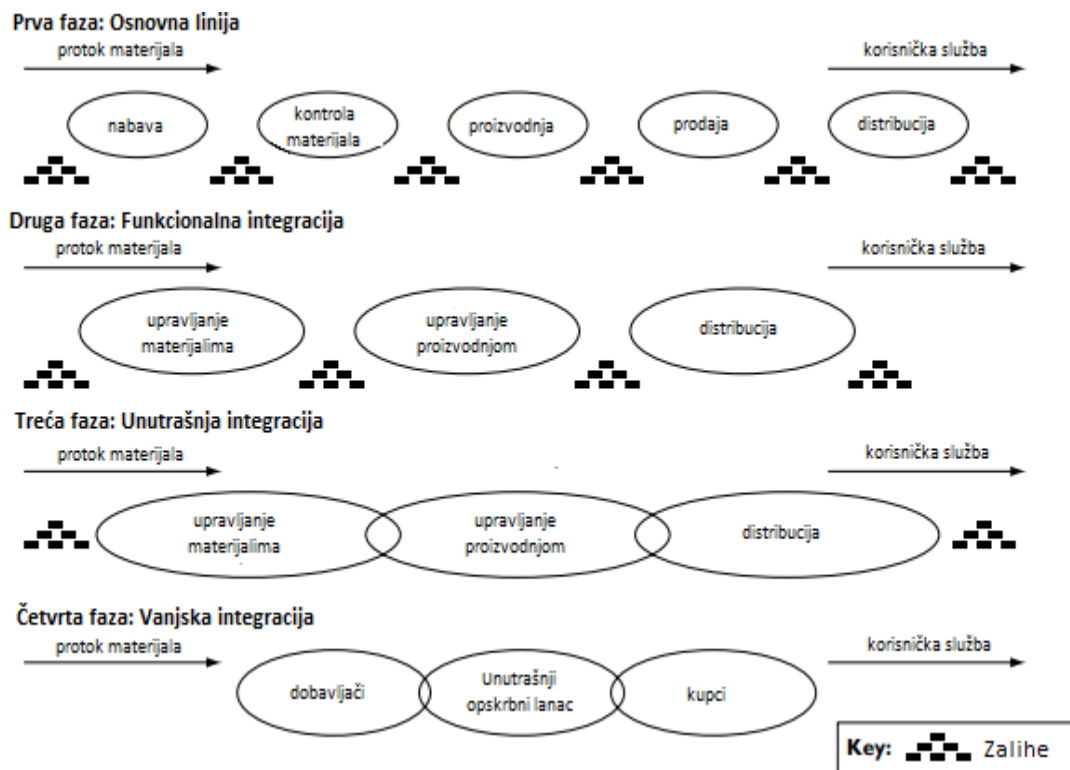 Prva faza: Osnovna linija
protok materijala
korisnička služba
nabava
kontrola
materijala
proizvodnja
prodaja
distribucija
Druga faza: Funkcionalna integracija
protok materijala
korisnička služba
upravljanje
materijalima
upravljanje
proizvodnjom
distribucija
Treća faza: Unutrašnja integracija
protok materijala
korisnička služba
upravljanje
materijalima
upravljanje
proizvodnjom
distribucija
Četvrta faza: Vanjska integracija
protok materijala
korisnička služba
dobavljači
Unutrašnji
opskrbni lanac
kupci
Key: Zalihe